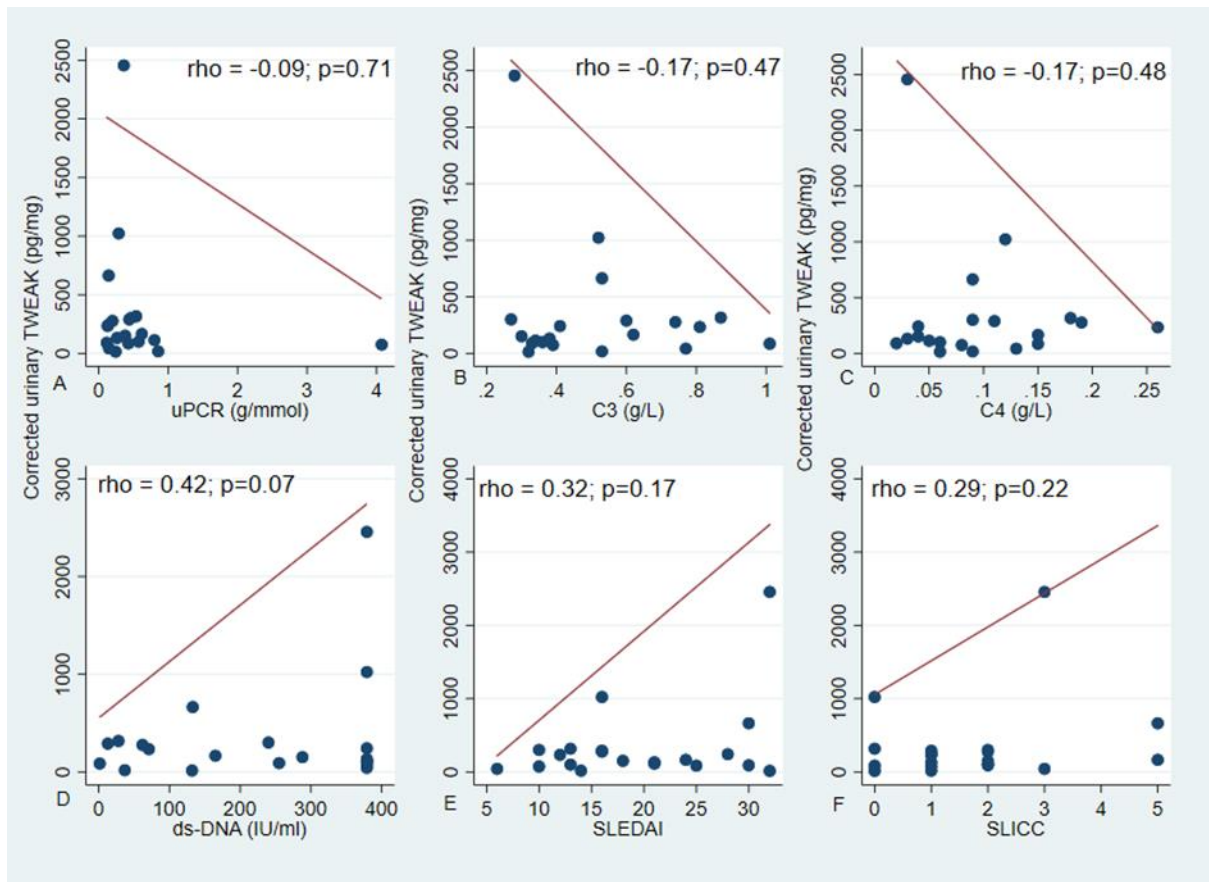 rho = -0.09; p=0.71
Corrected urinary TWEAK (pg/mg)
2500
2000
1500
1000
500
0
A
0 1 2 3 4
uPCR (g/mmol)
rho = -0.17; p=0.47
Corrected urinary TWEAK (pg/mg)
2500
2000
1500
1000
500
0
B
.2 .4 .6 .8 1
C3 (g/L)
rho = -0.17; p=0.48
Corrected urinary TWEAK (pg/mg)
2500
2000
1500
1000
500
0
C
0 .05 .1 .15 .2 .25
C4 (g/L)
rho = 0.42; p=0.07
3000
2000
1000
0
D
0 100 200 300 400
ds-DNA (IU/ml)
rho = 0.32; p=0.17
4000
3000
2000
1000
0
E
5 10 15 20 25 30
SLEDAI
rho = 0.29; p=0.22
4000
3000
2000
1000
0
F
0 1 2 3 4 5
SLICC